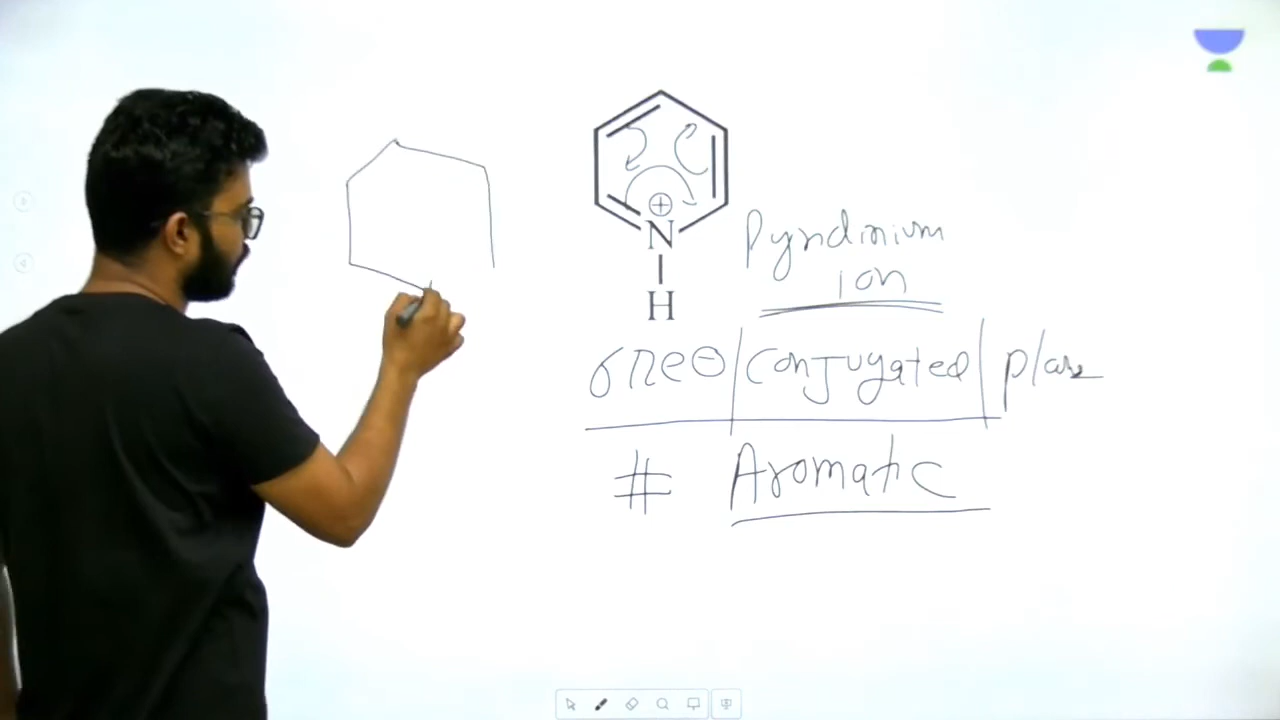 ⊕
N
H
Pyridinium
ion
6πe⊖ | Conjugated | plane
# Aromatic